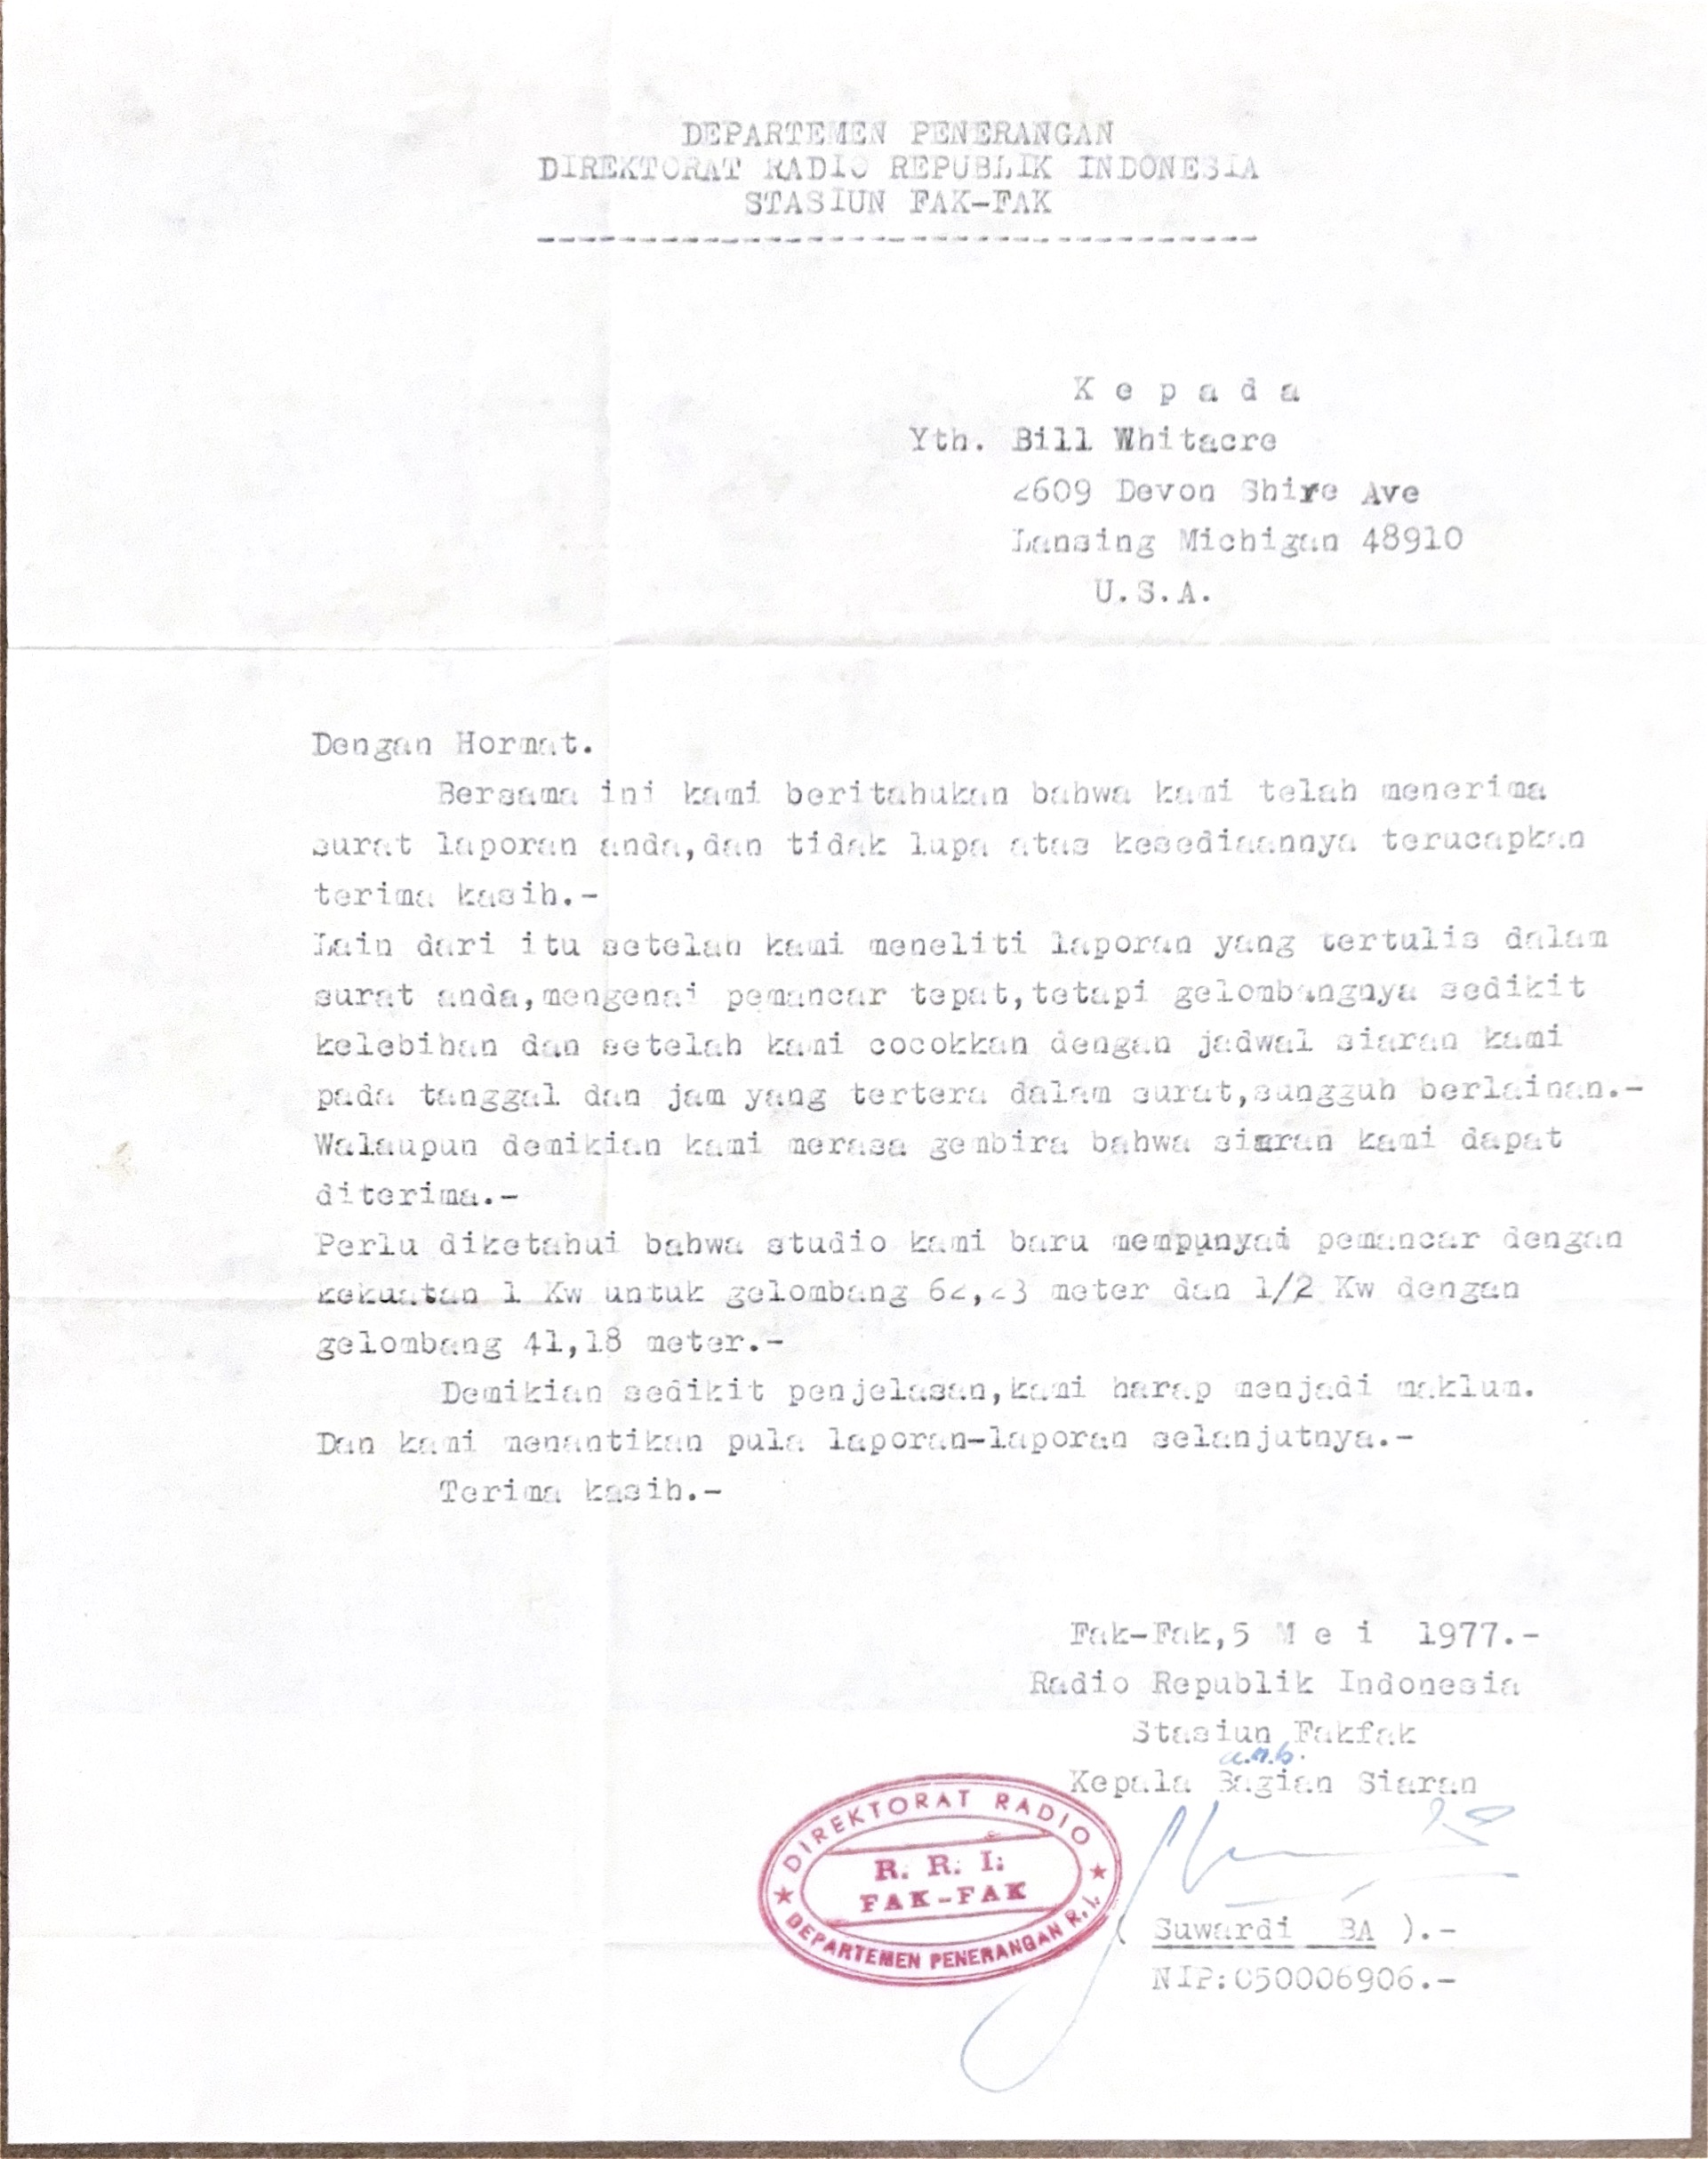 DEPARTEMEN PENERANGAN
DIREKTORAT RADIO REPUBLIK INDONESIA
STASIUN FAK-FAK
-----------------------------------
K e p a d a
Yth. Bill Whitacre
2609 Devon Shire Ave
Lansing Michigan 48910
U.S.A.
Dengan Hormat.
Bersama ini kami beritahukan bahwa kami telah menerima
surat laporan anda,dan tidak lupa atas kesediaannya terucapkan
terima kasih.-
Lain dari itu setelah kami meneliti laporan yang tertulis dalam
surat anda,mengenai pemancar tepat,tetapi gelombangnya sedikit
kelebihan dan setelah kami cocokkan dengan jadwal siaran kami
pada tanggal dan jam yang tertera dalam surat,sungguh berlainan.-
Walaupun demikian kami merasa gembira bahwa siaran kami dapat
diterima.-
Perlu diketahui bahwa studio kami baru mempunyai pemancar dengan
kekuatan 1 Kw untuk gelombang 62,23 meter dan 1/2 Kw dengan
gelombang 41,18 meter.-
Demikian sedikit penjelasan,kami harap menjadi maklum.
Dan kami menantikan pula laporan-laporan selanjutnya.-
Terima kasih.-
Fak-Fak,5 M e i 1977.-
Radio Republik Indonesia
Stasiun Fakfak
a.n.b.
Kepala Bagian Siaran
DIREKTORAT RADIO
R. R. I.
FAK-FAK
DEPARTEMEN PENERANGAN R.I.
( Suwardi BA ).-
NIP:050006906.-